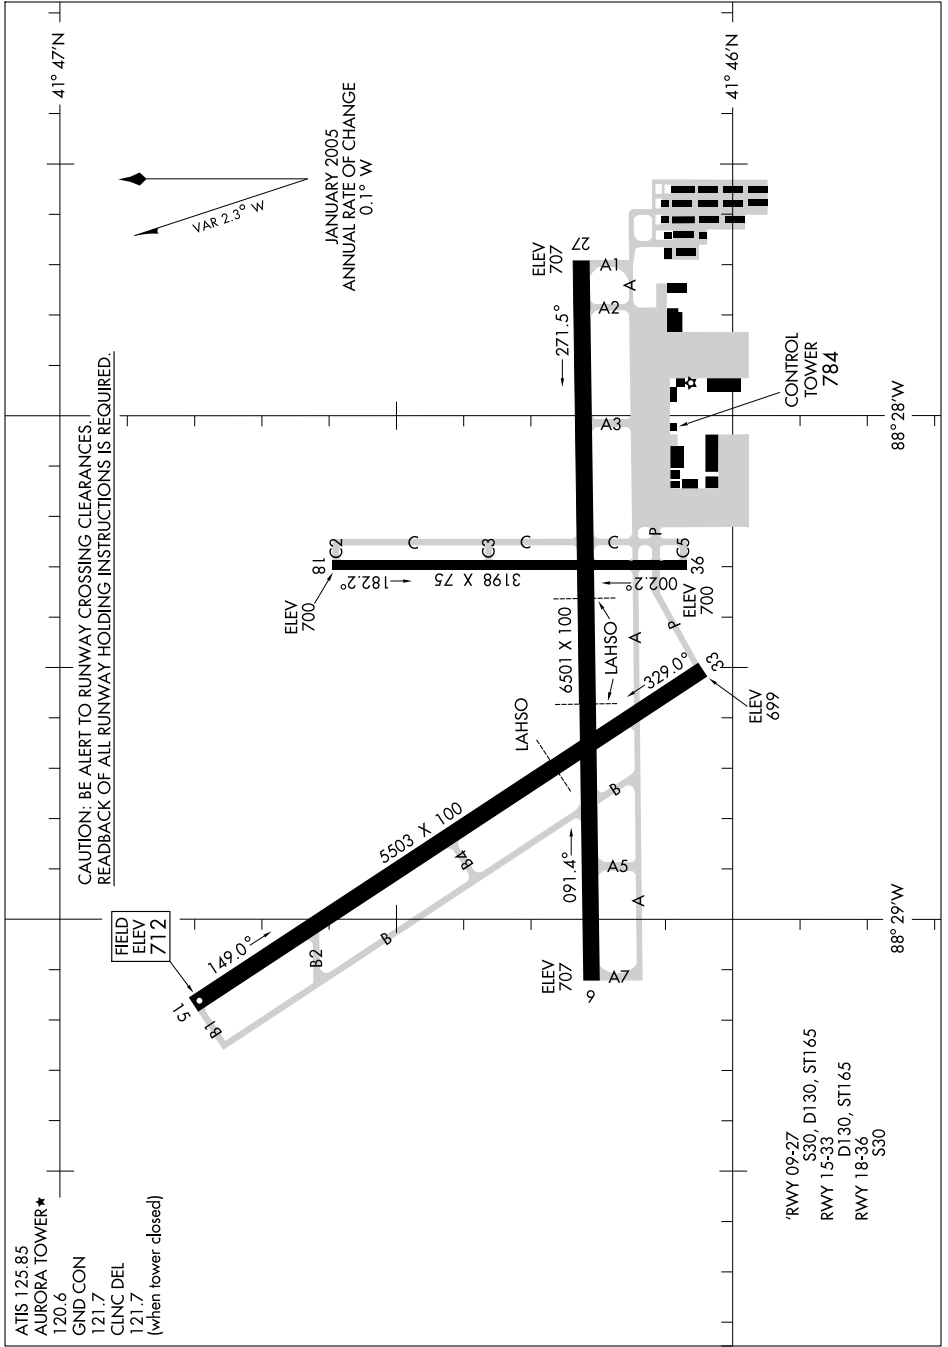 ATIS 125.85
AURORA TOWER★
120.6
GND CON
121.7
CLNC DEL
121.7
(when tower closed)
CAUTION: BE ALERT TO RUNWAY CROSSING CLEARANCES.
READBACK OF ALL RUNWAY HOLDING INSTRUCTIONS IS REQUIRED.
41° 47'N
VAR 2.3° W
JANUARY 2005
ANNUAL RATE OF CHANGE
0.1° W
FIELD
ELEV
712
15
B1
149.0°
B2
B
5503 X 100
B4
ELEV
700
18
C2
182.2°
C
3198 X 75
C3
C
LAHSO
ELEV
707
9
091.4°
6501 X 100
271.5°
ELEV
707
27
A7
A5
B
LAHSO
C
A3
A2
A1
A
A
A
002.2°
329.0°
P
P
C5
36
ELEV
700
33
ELEV
699
CONTROL
TOWER
784
41° 46'N
88° 29'W
88° 28'W
'RWY 09-27
S30, D130, ST165
RWY 15-33
D130, ST165
RWY 18-36
S30